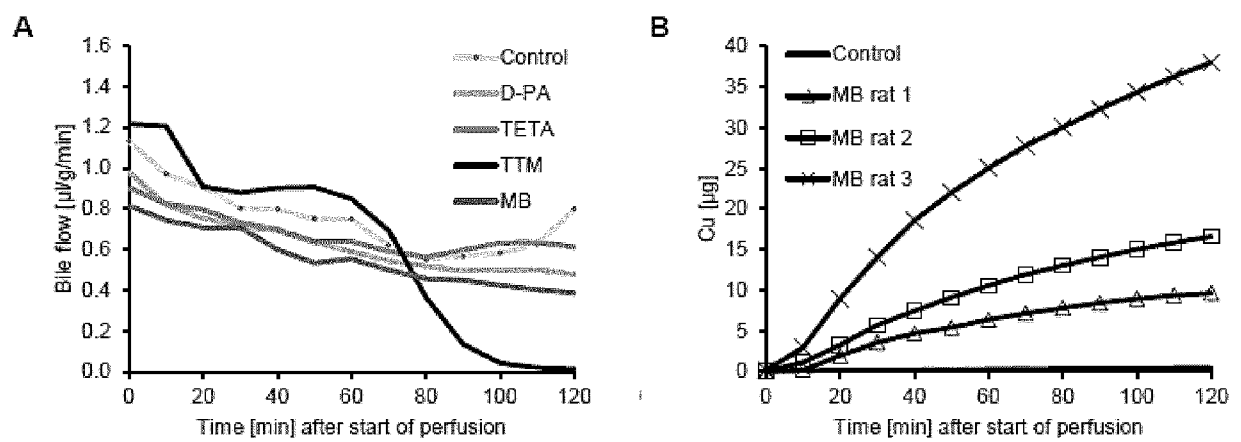 A
Bile flow [µl/g/min]
1.6
1.4
1.2
1.0
0.8
0.6
0.4
0.2
0.0
Control
D-PA
TETA
TTM
MB
0 20 40 60 80 100 120
Time [min] after start of perfusion
B
Cu [µg]
40
35
30
25
20
15
10
5
0
Control
MB rat 1
MB rat 2
MB rat 3
0 20 40 60 80 100 120
Time [min] after start of perfusion